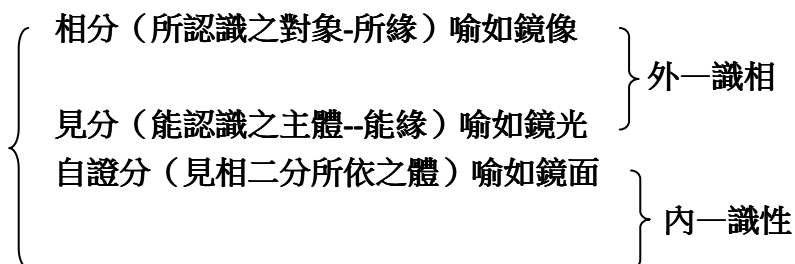 相分（所認識之對象-所緣）喻如鏡像
外—識相
見分（能認識之主體--能緣）喻如鏡光
自證分（見相二分所依之體）喻如鏡面
內—識性